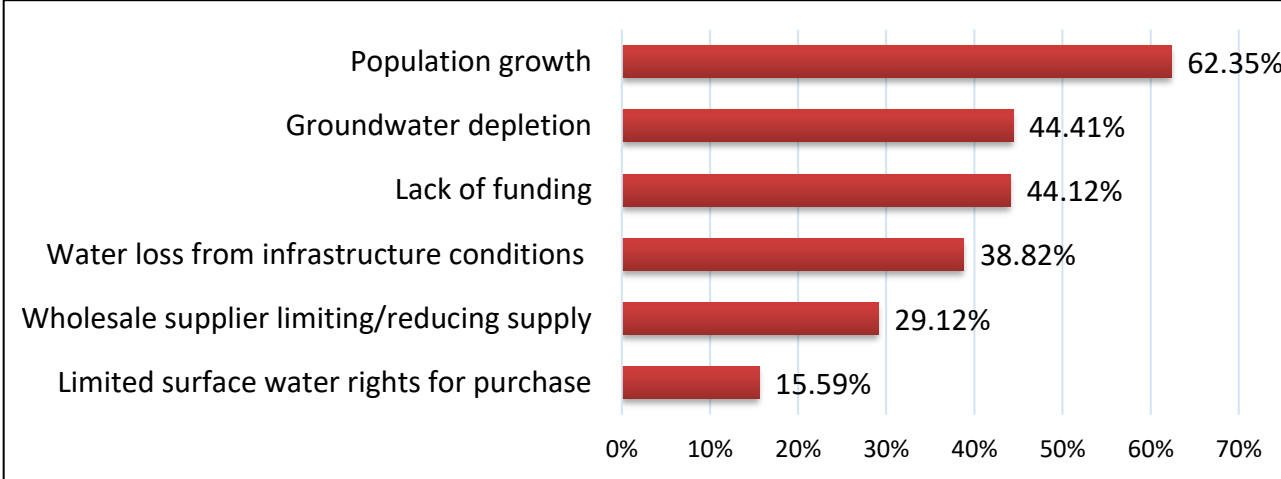 Population growth 62.35%
Groundwater depletion 44.41%
Lack of funding 44.12%
Water loss from infrastructure conditions 38.82%
Wholesale supplier limiting/reducing supply 29.12%
Limited surface water rights for purchase 15.59%
0% 10% 20% 30% 40% 50% 60% 70%